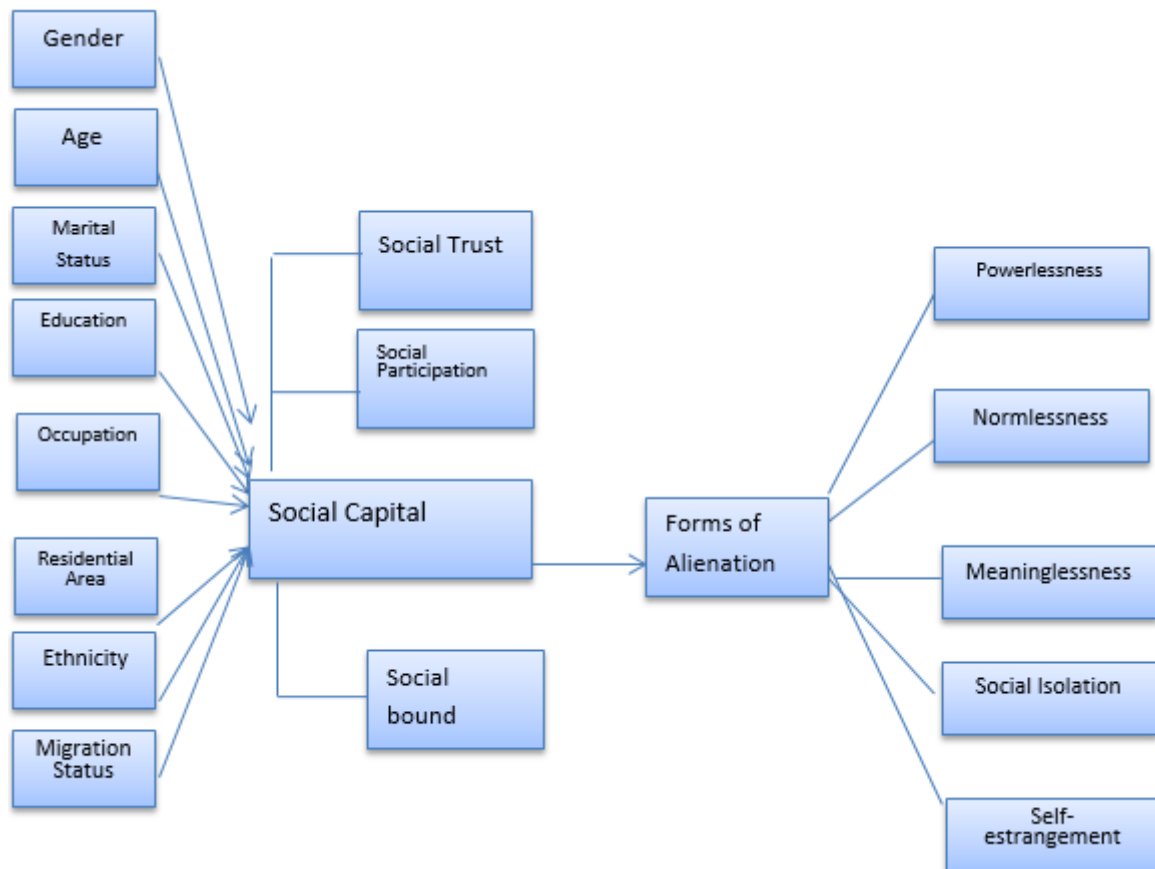 Gender
Age
Marital
Status
Education
Occupation
Residential
Area
Ethnicity
Migration
Status
Social Trust
Social
Participation
Social Capital
Social
bound
Forms of
Alienation
Powerlessness
Normlessness
Meaninglessness
Social Isolation
Self-
estrangement